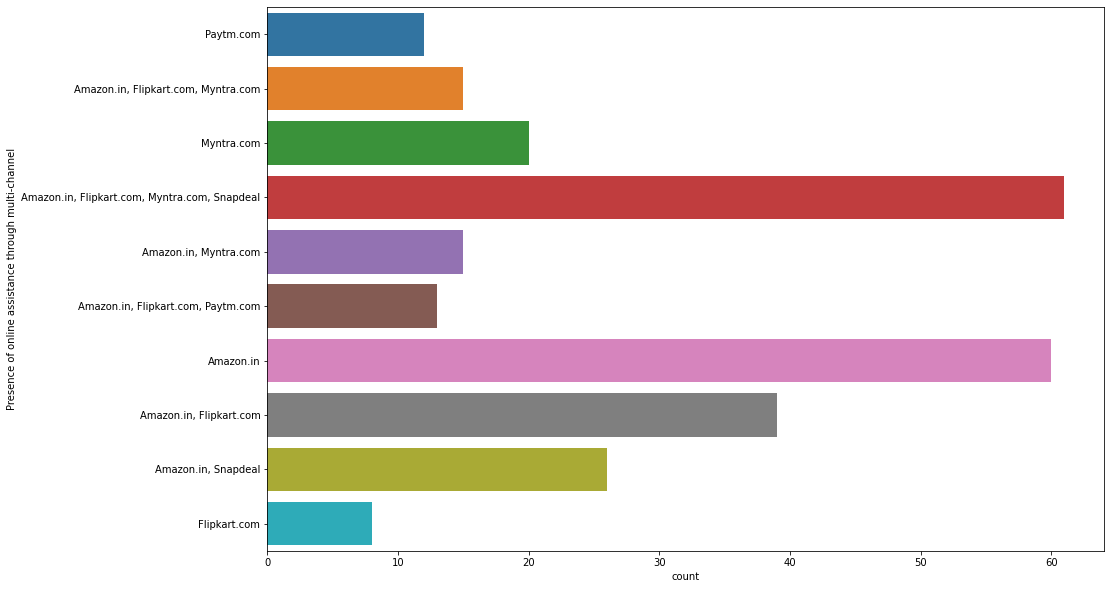 Presence of online assistance through multi-channel
Paytm.com
Amazon.in, Flipkart.com, Myntra.com
Myntra.com
Amazon.in, Flipkart.com, Myntra.com, Snapdeal
Amazon.in, Myntra.com
Amazon.in, Flipkart.com, Paytm.com
Amazon.in
Amazon.in, Flipkart.com
Amazon.in, Snapdeal
Flipkart.com
0 10 20 30 40 50 60
count